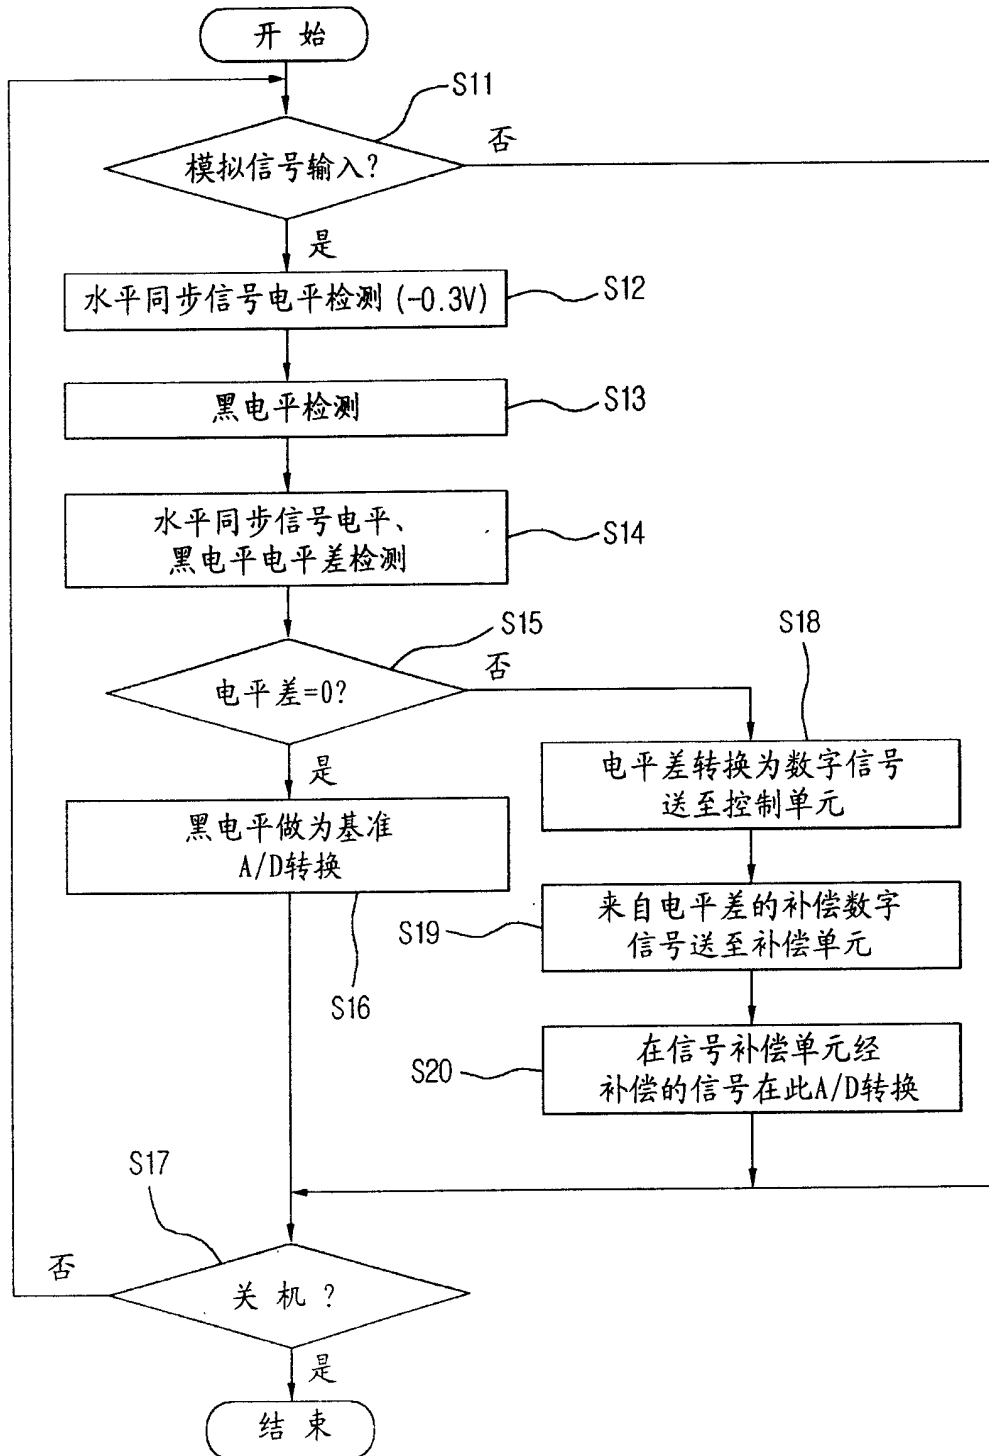 开 始
S11
否
模拟信号输入?
是
水平同步信号电平检测(-0.3V)
S12
黑电平检测
S13
水平同步信号电平、
黑电平电平差检测
S14
S15
S18
否
电平差=0?
是
电平差转换为数字信号
送至控制单元
黑电平做为基准
A/D转换
来自电平差的补偿数字
信号送至补偿单元
S19
S16
在信号补偿单元经
补偿的信号在此A/D转换
S20
S17
否
关 机 ?
是
结 束